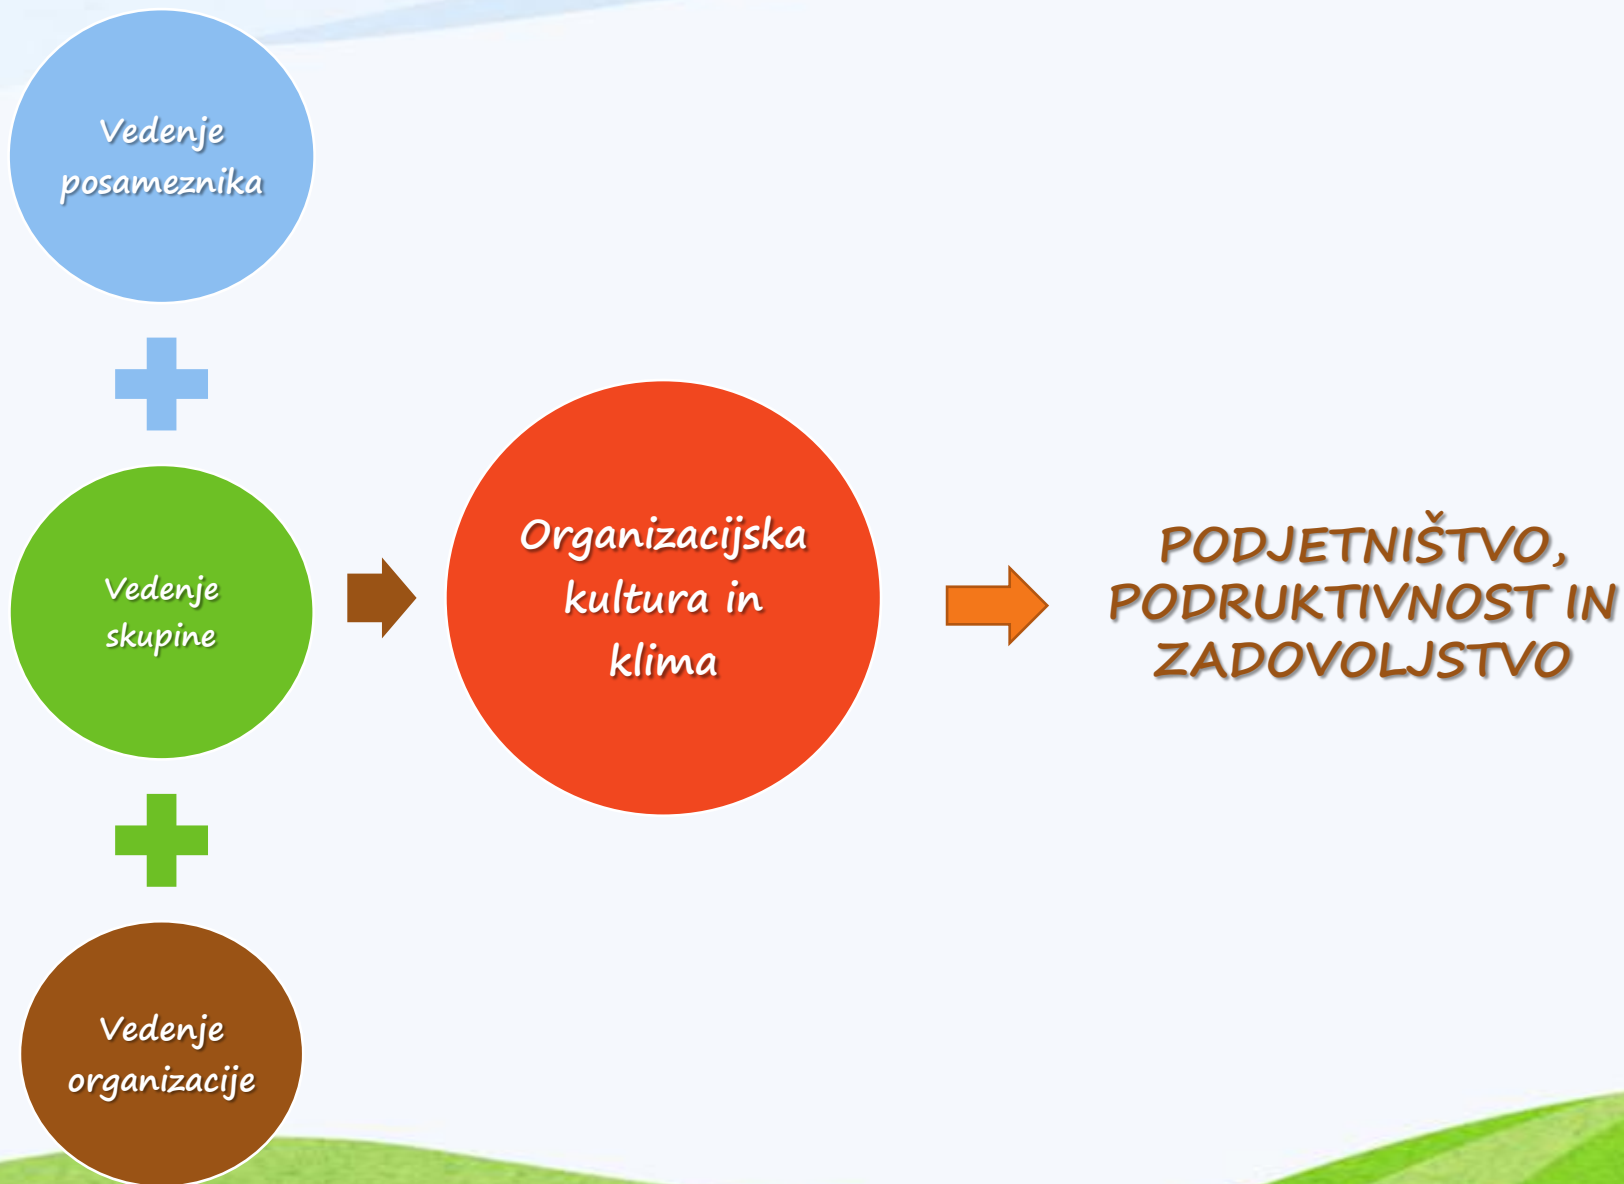 Vedenje
posameznika
Vedenje
skupine
Vedenje
organizacije
Organizacijska
kultura in
klima
PODJETNIŠTVO,
PODRUKTIVNOST IN
ZADOVOLJSTVO